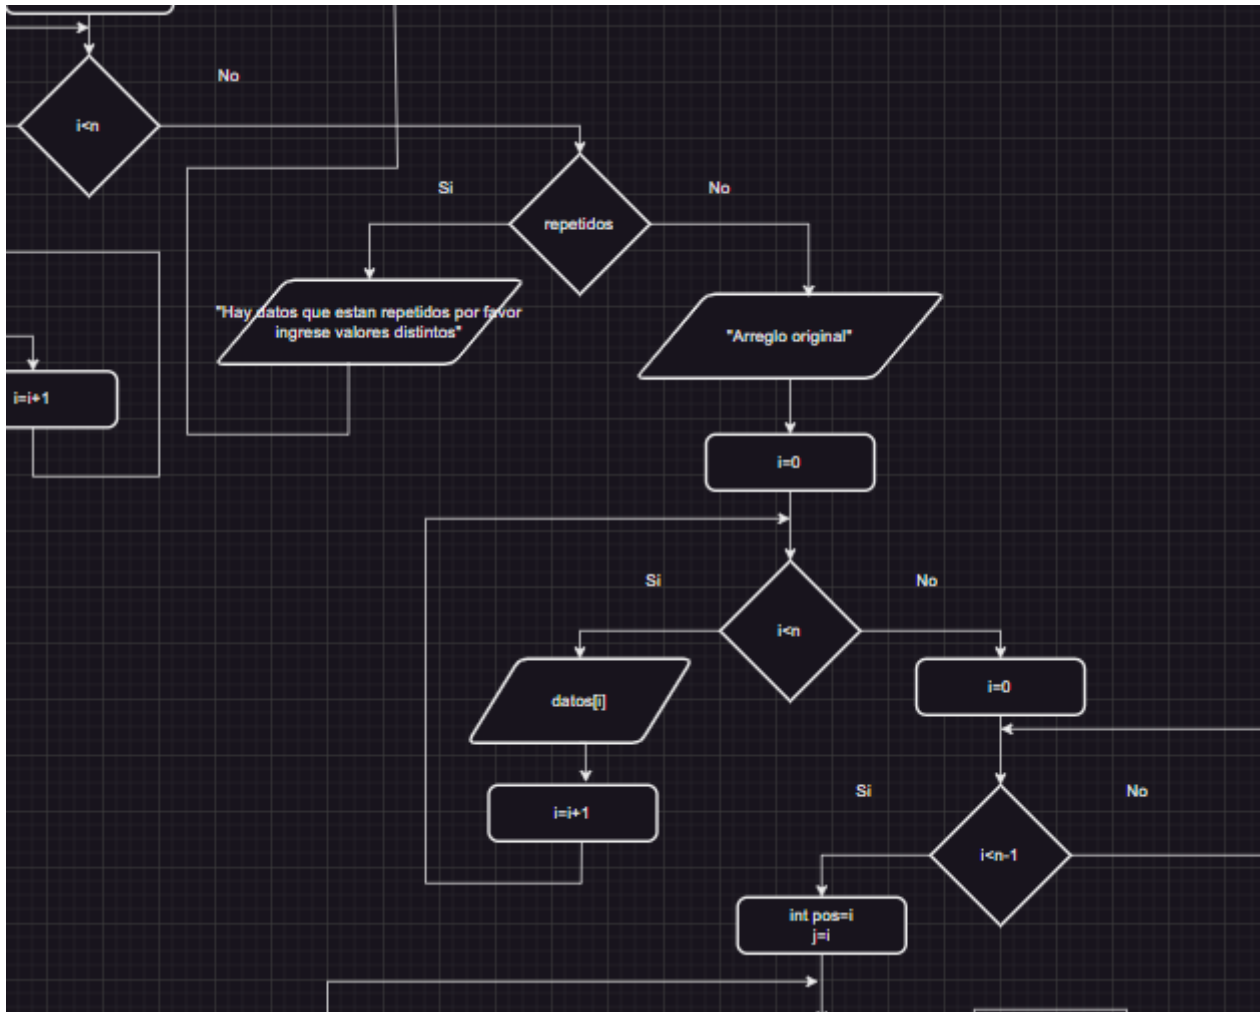 No
i<n
Si
No
repetidos
"Hay datos que estan repetidos por favor
ingrese valores distintos"
"Arreglo original"
i=i+1
i=0
Si
No
i<n
datos[i]
i=0
i=i+1
Si
No
i<n-1
int pos=i
j=i